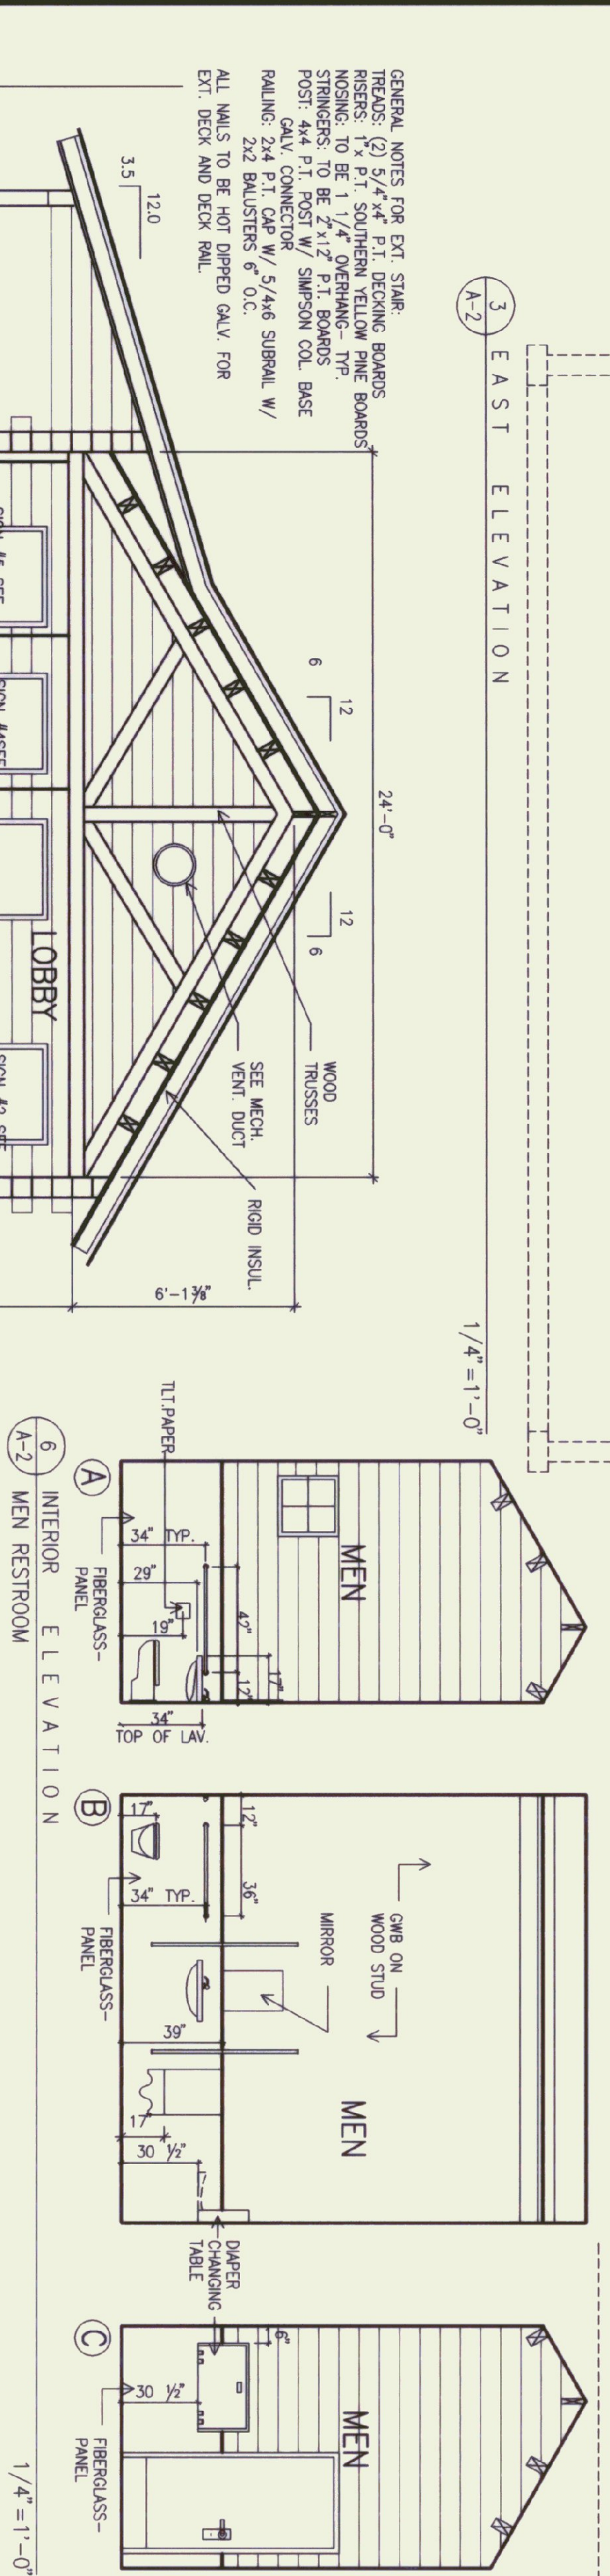 3
A-2
EAST ELEVATION
1/4"=1'-0"
GENERAL NOTES FOR EXT. STAIR:
TREADS: (2) 5/4"x4" P.T. DECKING BOARDS
RISERS: 1"x P.T. SOUTHERN YELLOW PINE BOARDS
NOSING: TO BE 1 1/4" OVERHANG- TYP.
STRINGERS: TO BE 2"x12" P.T. BOARDS
POST: 4x4 P.T. POST W/ SIMPSON COL. BASE
GALV. CONNECTOR
RAILING: 2x4 P.T. CAP W/ 5/4x6 SUBRAIL W/
2x2 BALUSTERS 6" O.C.
ALL NAILS TO BE HOT DIPPED GALV. FOR
EXT. DECK AND DECK RAIL.
12.0
3.5
24'-0"
12
6
12
6
WOOD
TRUSSES
SEE MECH.
VENT. DUCT
RIGID INSUL.
6'-1⅜"
LOBBY
MEN
34" TYP.
29"
19"
42"
17"
12"
34"
TOP OF LAV.
TLT.PAPER
FIBERGLASS-
PANEL
A
GWB ON
WOOD STUD
MIRROR
MEN
12"
36"
17"
34" TYP.
39"
17"
30 ½"
FIBERGLASS-
PANEL
B
DIAPER
CHANGING
TABLE
MEN
6"
30 ½"
FIBERGLASS-
PANEL
C
6
A-2
INTERIOR ELEVATION
MEN RESTROOM
1/4"=1'-0"